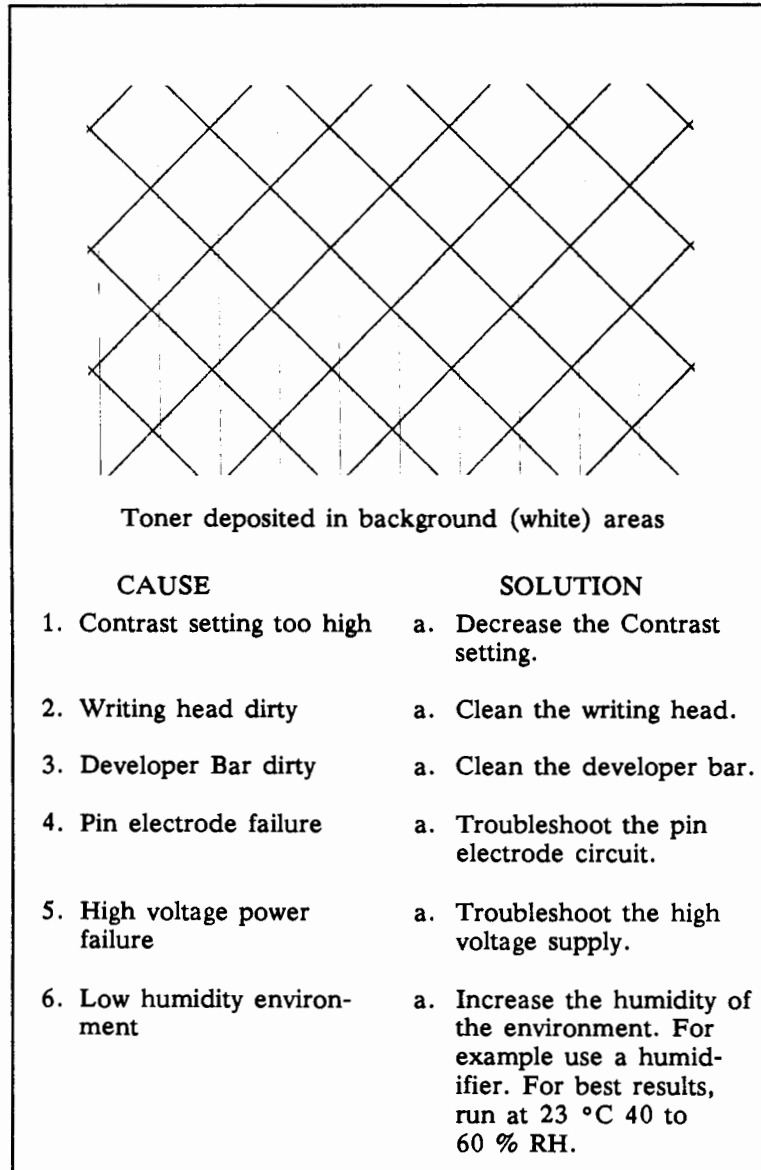 Toner deposited in background (white) areas
CAUSE SOLUTION
1. Contrast setting too high a. Decrease the Contrast
setting.
2. Writing head dirty a. Clean the writing head.
3. Developer Bar dirty a. Clean the developer bar.
4. Pin electrode failure a. Troubleshoot the pin
electrode circuit.
5. High voltage power a. Troubleshoot the high
failure voltage supply.
6. Low humidity environ- a. Increase the humidity of
ment the environment. For
example use a humid-
ifier. For best results,
run at 23 °C 40 to
60 % RH.